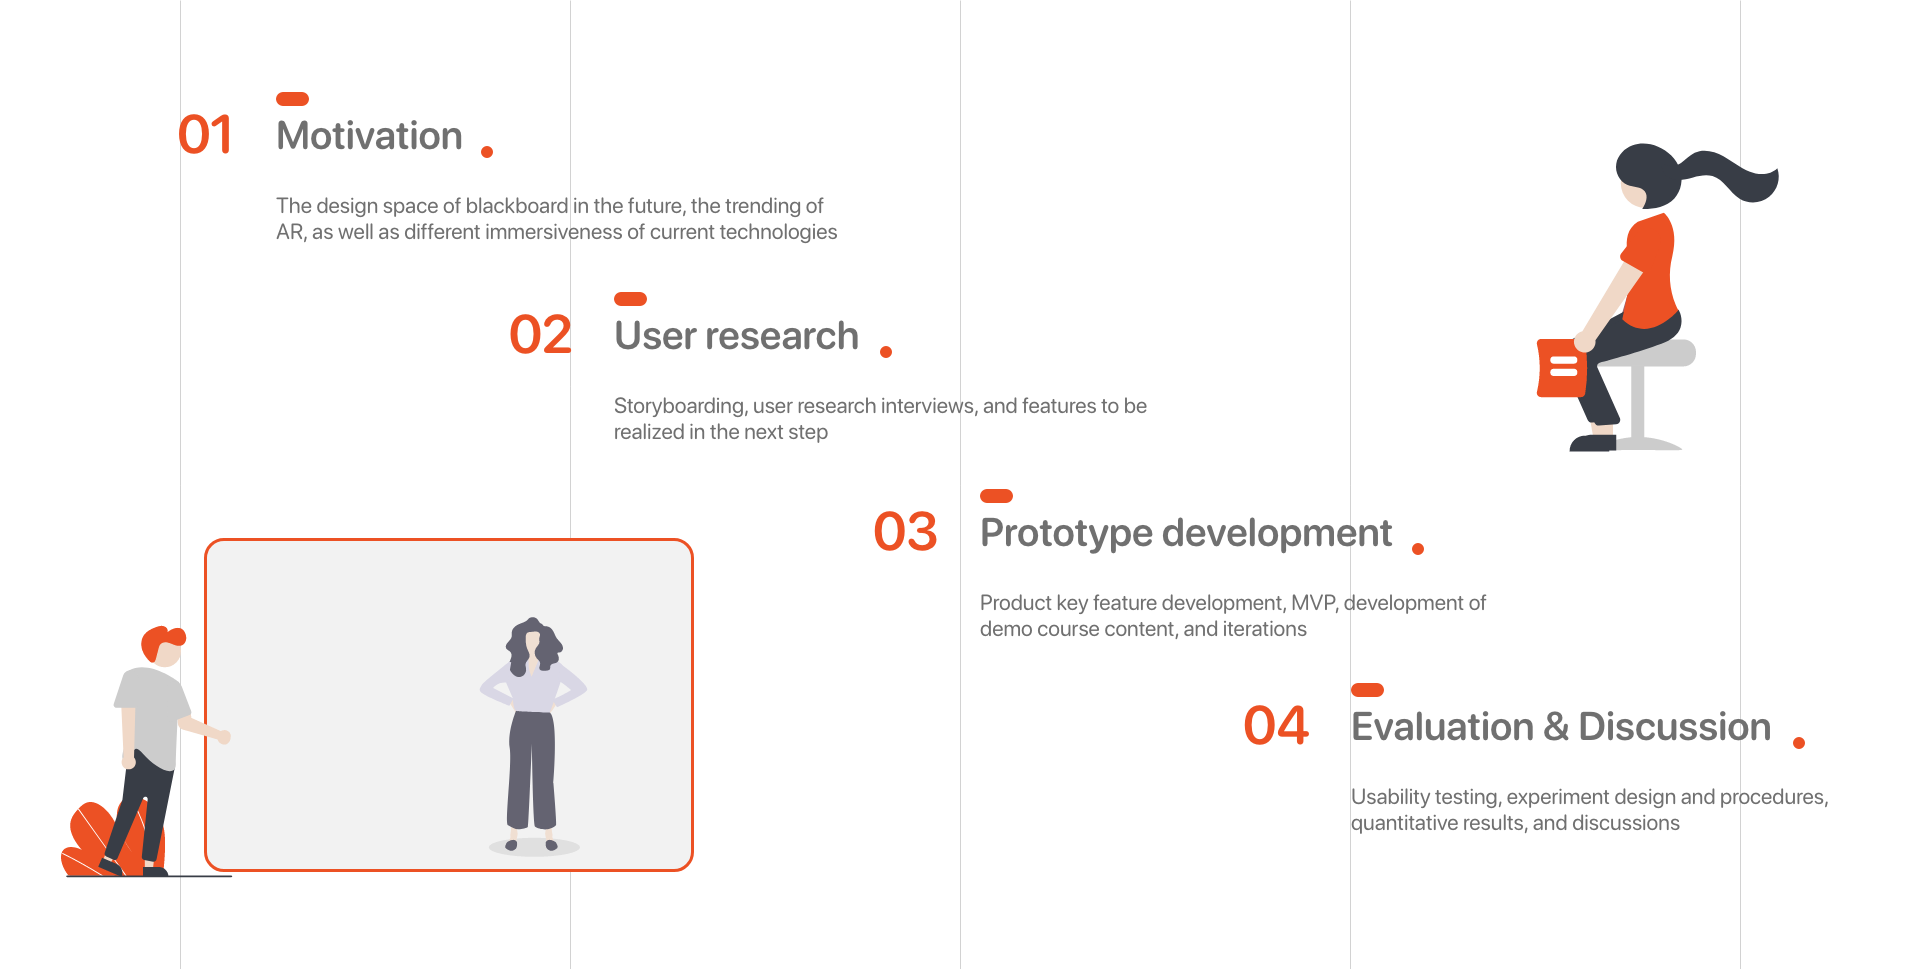 01
Motivation
The design space of blackboard in the future, the trending of
AR, as well as different immersiveness of current technologies
02
User research
Storyboarding, user research interviews, and features to be
realized in the next step
03
Prototype development
Product key feature development, MVP, development of
demo course content, and iterations
04
Evaluation & Discussion
Usability testing, experiment design and procedures,
quantitative results, and discussions